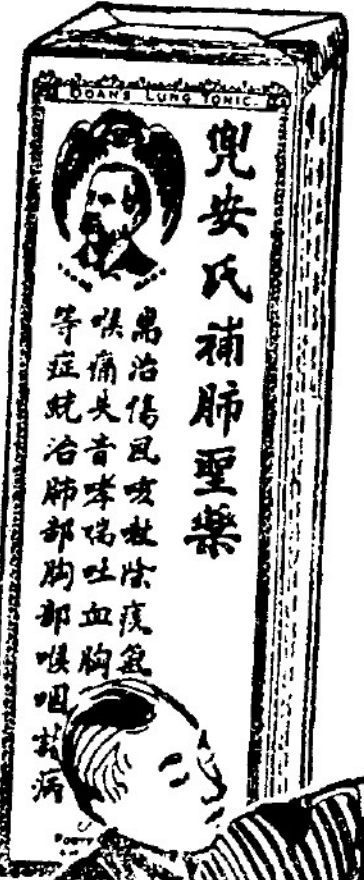 DOAN'S LUNG TONIC.
兜安氏補肺聖藥
專治傷風咳嗽除痰氣
喉痛失音哮喘吐血胸
等症統治肺部胸部喉咽諸病